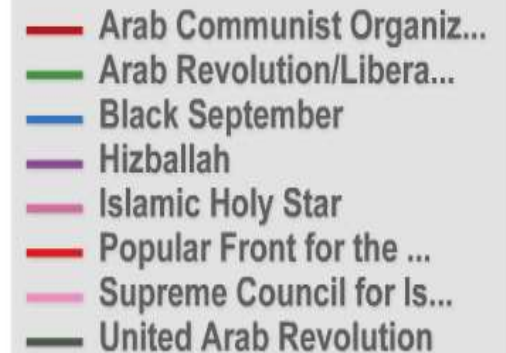 Arab Communist Organiz...
Arab Revolution/Libera...
Black September
Hizballah
Islamic Holy Star
Popular Front for the ...
Supreme Council for Is...
United Arab Revolution